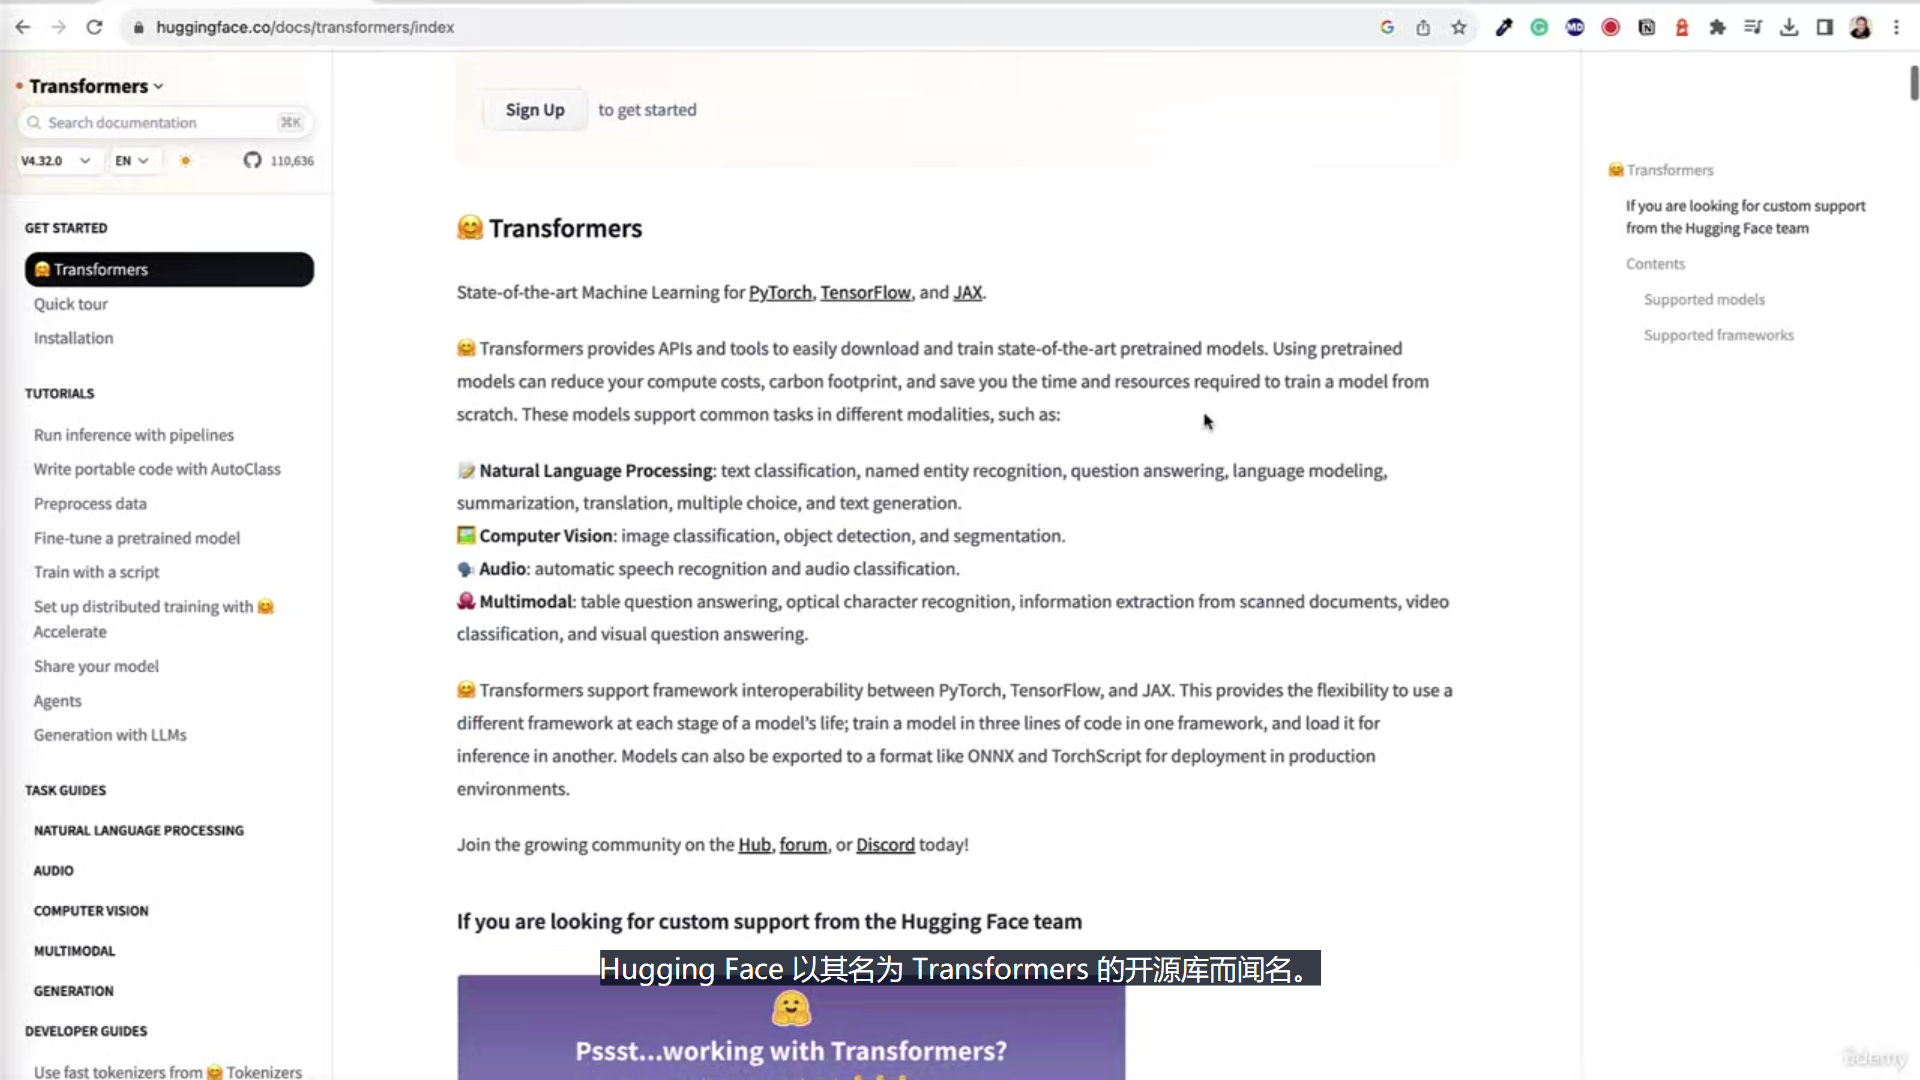 huggingface.co/docs/transformers/index
Transformers
Search documentation
⌘K
V4.32.0
EN
110,636
GET STARTED
🤗 Transformers
Quick tour
Installation
TUTORIALS
Run inference with pipelines
Write portable code with AutoClass
Preprocess data
Fine-tune a pretrained model
Train with a script
Set up distributed training with 🤗
Accelerate
Share your model
Agents
Generation with LLMs
TASK GUIDES
NATURAL LANGUAGE PROCESSING
AUDIO
COMPUTER VISION
MULTIMODAL
GENERATION
DEVELOPER GUIDES
Use fast tokenizers from 🤗 Tokenizers
Sign Up to get started
🤗 Transformers
State-of-the-art Machine Learning for PyTorch, TensorFlow, and JAX.
🤗 Transformers provides APIs and tools to easily download and train state-of-the-art pretrained models. Using pretrained
models can reduce your compute costs, carbon footprint, and save you the time and resources required to train a model from
scratch. These models support common tasks in different modalities, such as:
📝 Natural Language Processing: text classification, named entity recognition, question answering, language modeling,
summarization, translation, multiple choice, and text generation.
🖼️ Computer Vision: image classification, object detection, and segmentation.
🗣️ Audio: automatic speech recognition and audio classification.
🐙 Multimodal: table question answering, optical character recognition, information extraction from scanned documents, video
classification, and visual question answering.
🤗 Transformers support framework interoperability between PyTorch, TensorFlow, and JAX. This provides the flexibility to use a
different framework at each stage of a model's life; train a model in three lines of code in one framework, and load it for
inference in another. Models can also be exported to a format like ONNX and TorchScript for deployment in production
environments.
Join the growing community on the Hub, forum, or Discord today!
If you are looking for custom support from the Hugging Face team
Hugging Face 以其名为 Transformers 的开源库而闻名。
Pssst...working with Transformers?
🤗 Transformers
If you are looking for custom support
from the Hugging Face team
Contents
Supported models
Supported frameworks
ûdemy